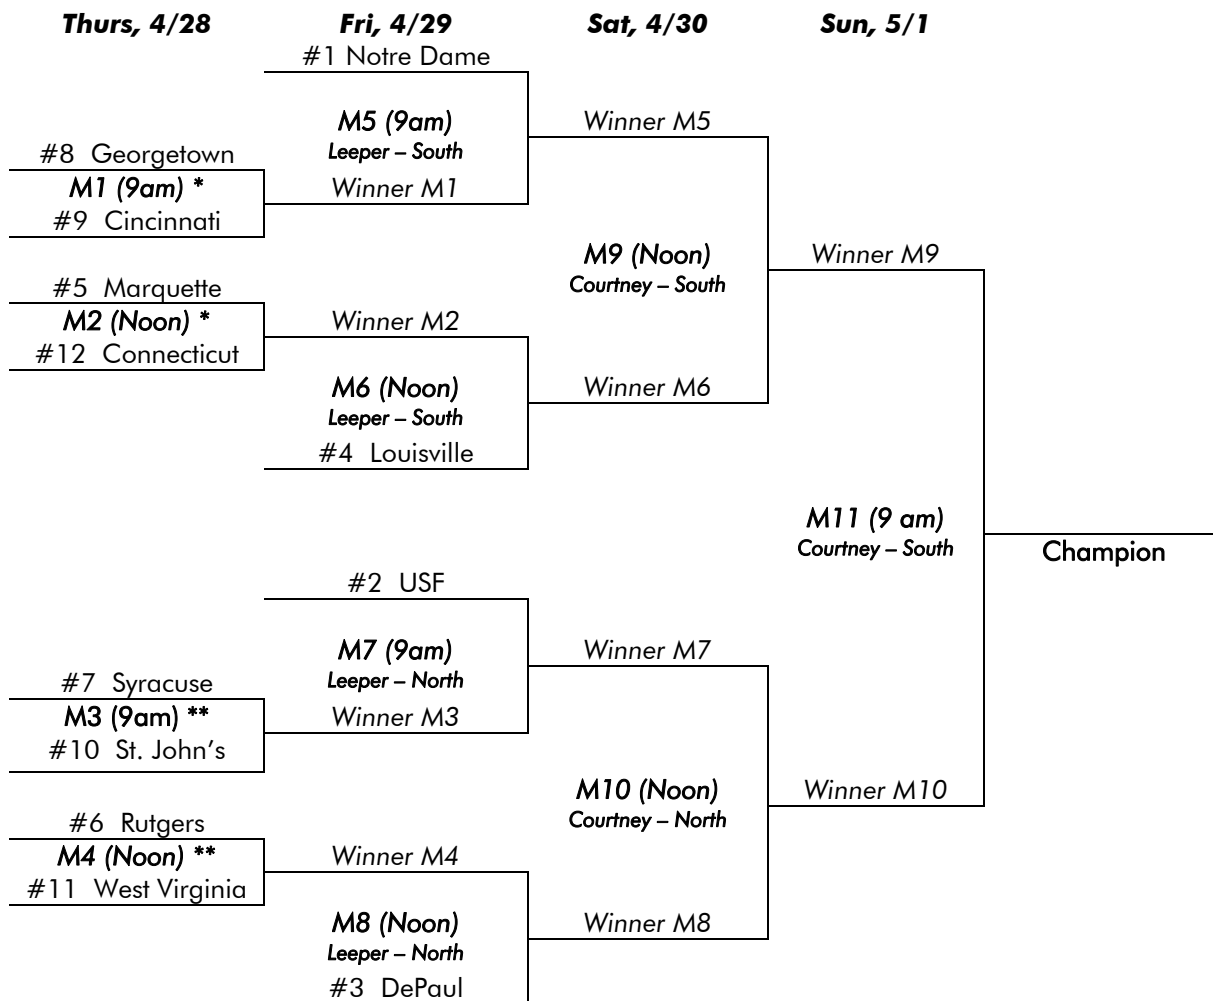 Thurs, 4/28
Fri, 4/29
Sat, 4/30
Sun, 5/1
#1 Notre Dame
M5 (9am)
Leeper – South
Winner M5
#8 Georgetown
M1 (9am) *
Winner M1
#9 Cincinnati
M9 (Noon)
Courtney – South
Winner M9
#5 Marquette
M2 (Noon) *
Winner M2
#12 Connecticut
M6 (Noon)
Leeper – South
Winner M6
#4 Louisville
M11 (9 am)
Courtney – South
Champion
#2 USF
M7 (9am)
Leeper – North
Winner M7
#7 Syracuse
M3 (9am) **
Winner M3
#10 St. John’s
M10 (Noon)
Courtney – North
Winner M10
#6 Rutgers
M4 (Noon) **
Winner M4
#11 West Virginia
M8 (Noon)
Leeper – North
Winner M8
#3 DePaul